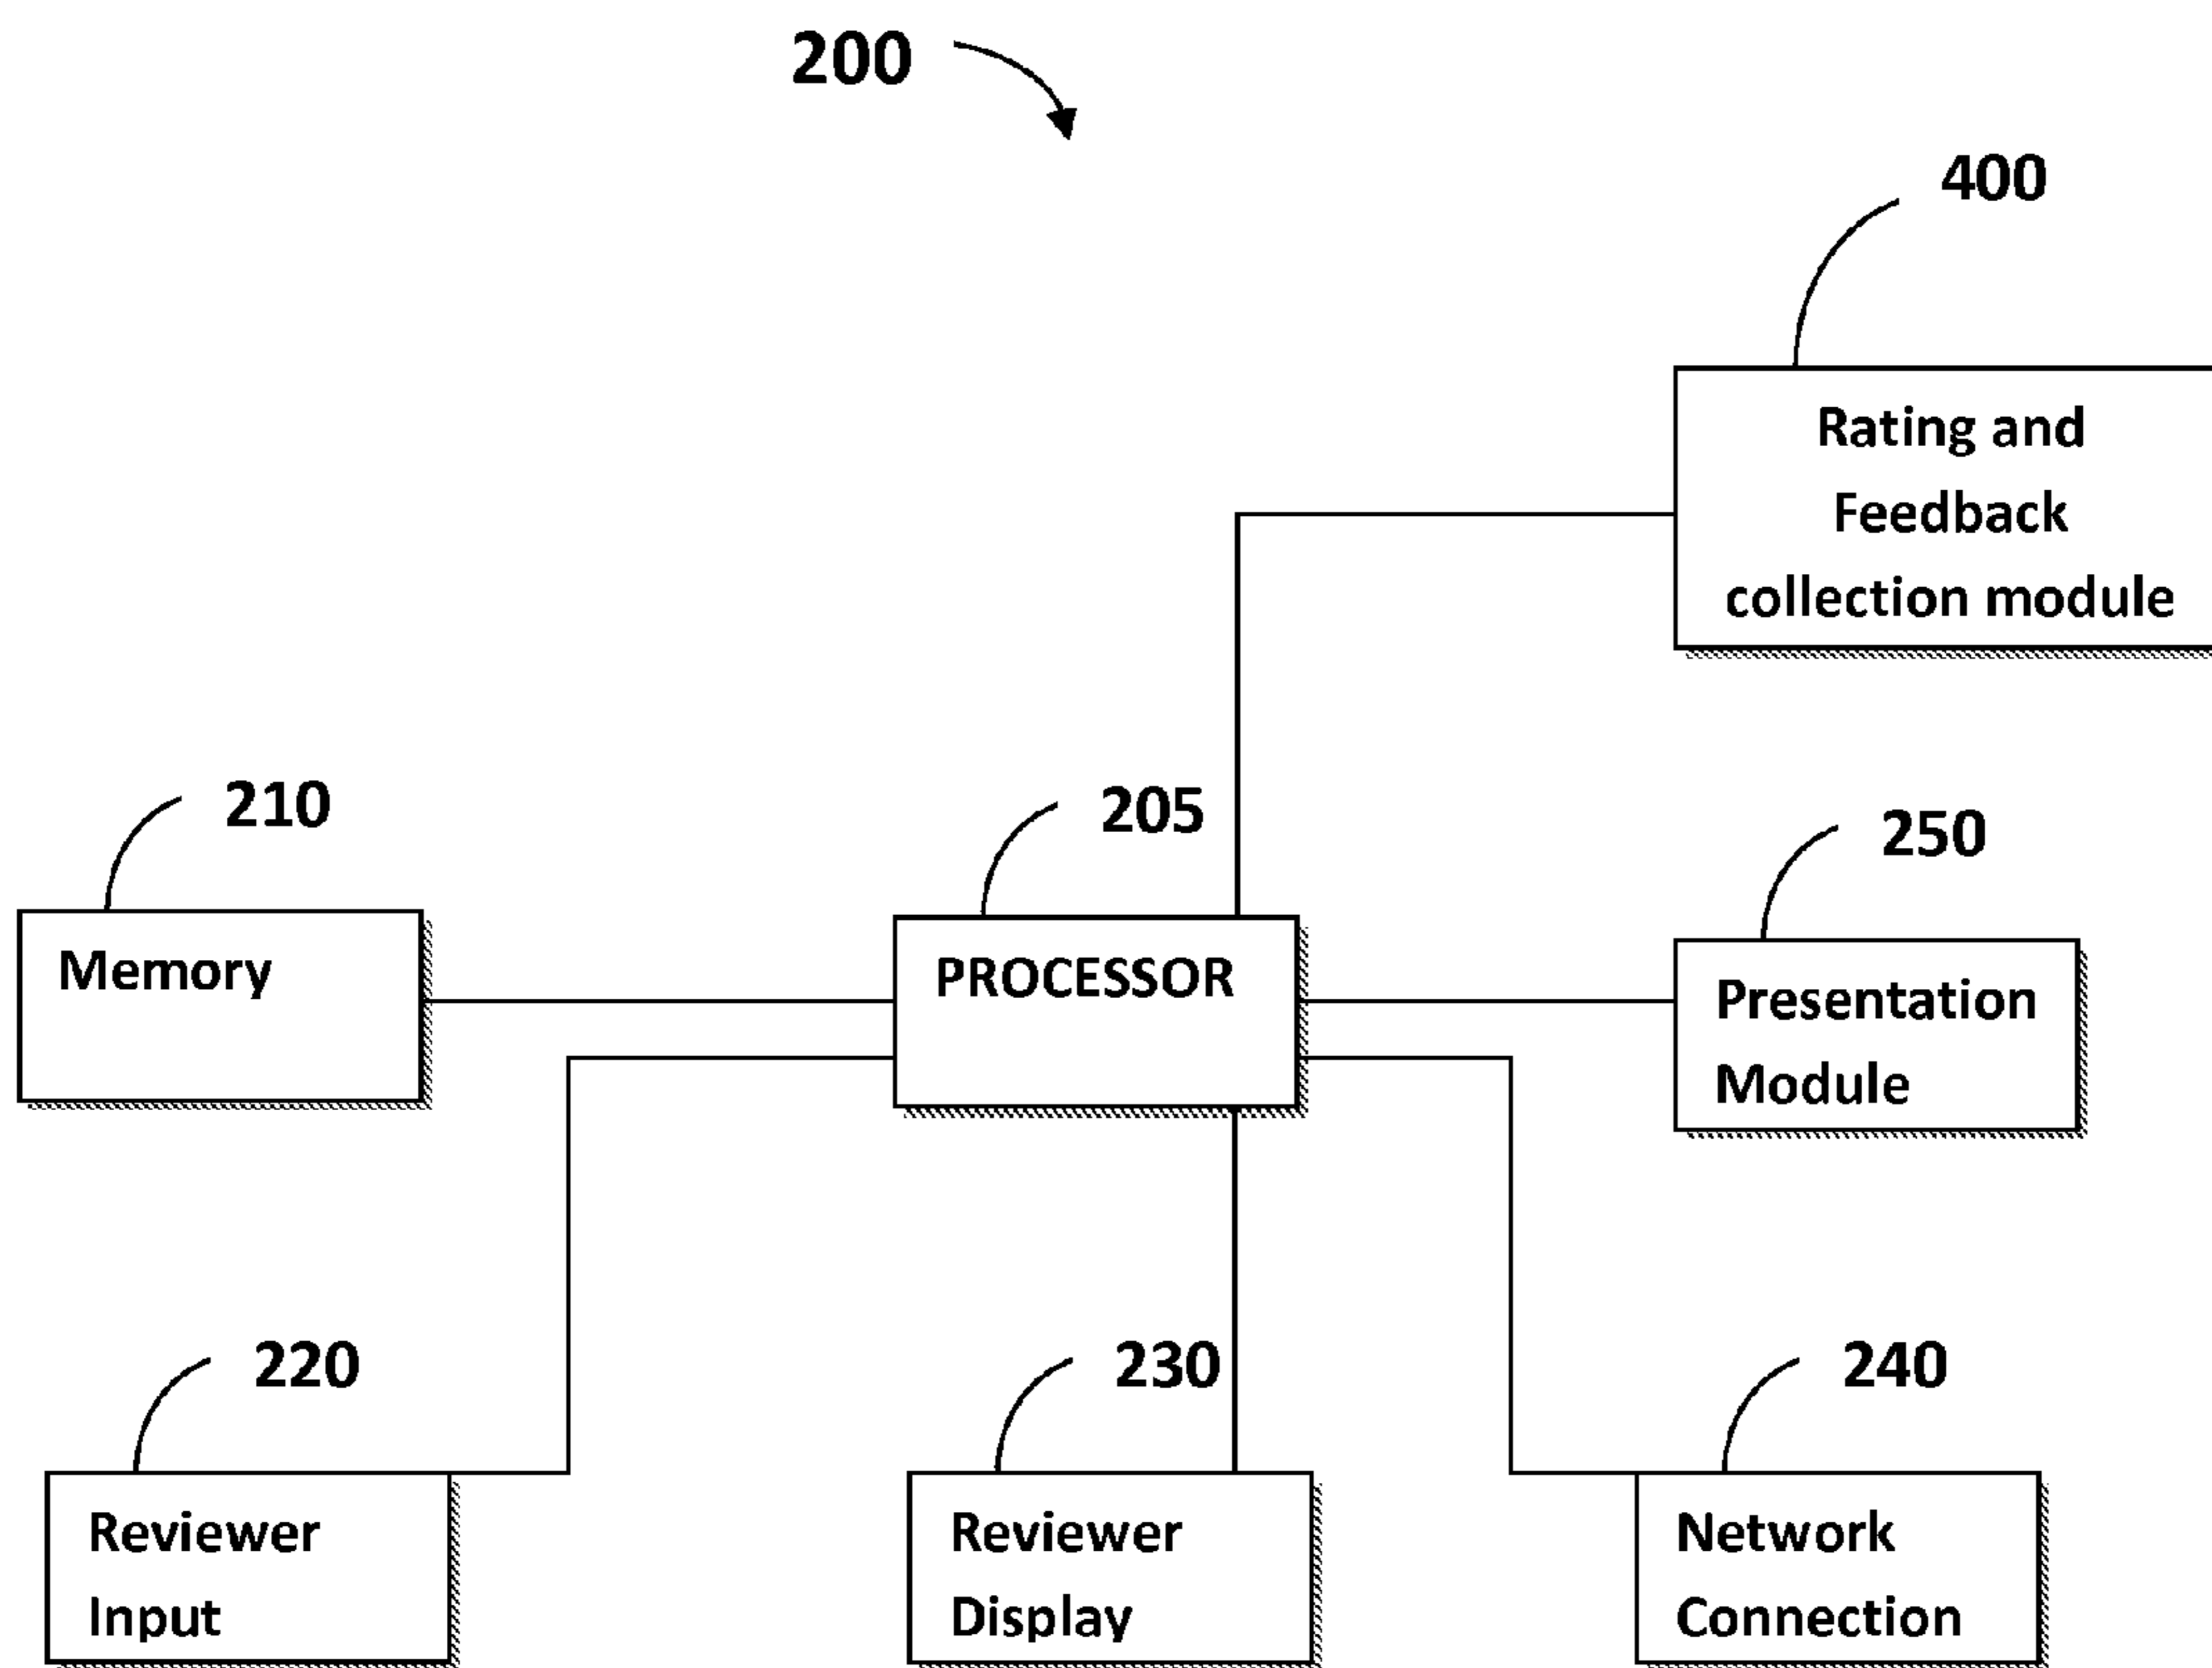 200
400
Rating and
Feedback
collection module
210
205
250
Memory
PROCESSOR
Presentation
Module
220
230
240
Reviewer
Input
Reviewer
Display
Network
Connection